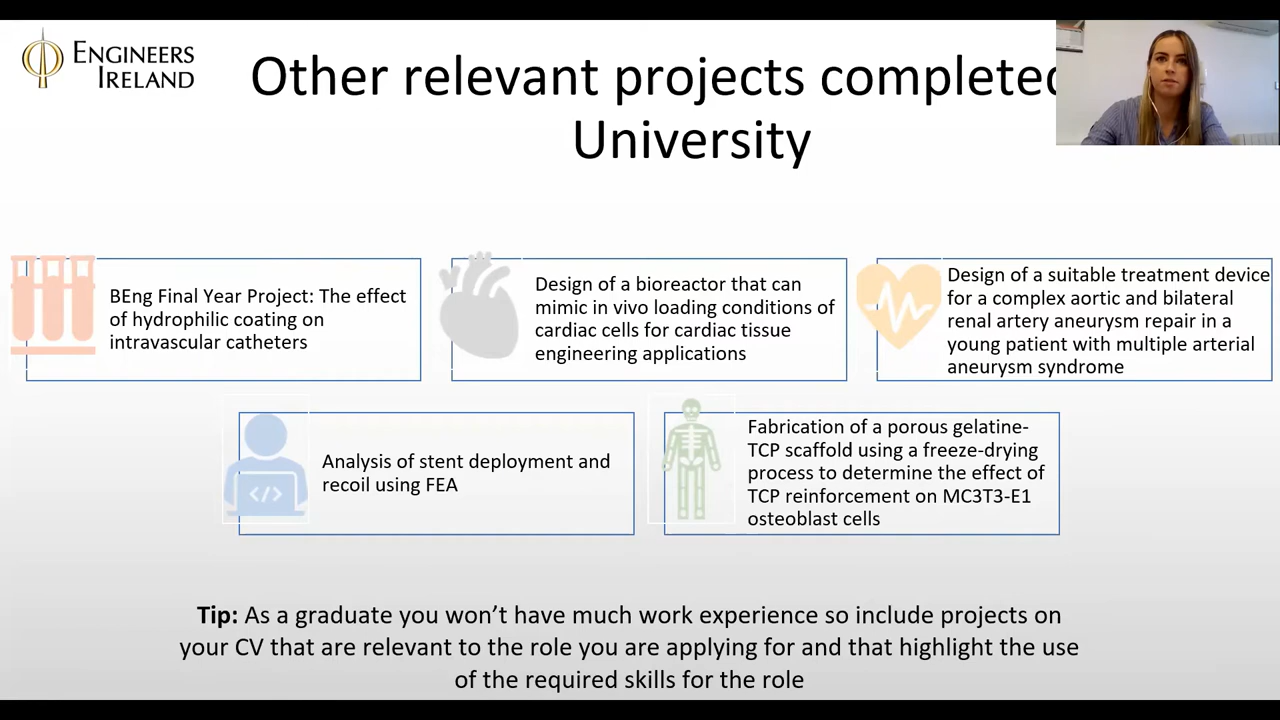 ENGINEERS
IRELAND
Other relevant projects completed
University
BEng Final Year Project: The effect
of hydrophilic coating on
intravascular catheters
Design of a bioreactor that can
mimic in vivo loading conditions of
cardiac cells for cardiac tissue
engineering applications
Design of a suitable treatment device
for a complex aortic and bilateral
renal artery aneurysm repair in a
young patient with multiple arterial
aneurysm syndrome
Analysis of stent deployment and
recoil using FEA
</>
Fabrication of a porous gelatine-
TCP scaffold using a freeze-drying
process to determine the effect of
TCP reinforcement on MC3T3-E1
osteoblast cells
Tip: As a graduate you won’t have much work experience so include projects on
your CV that are relevant to the role you are applying for and that highlight the use
of the required skills for the role